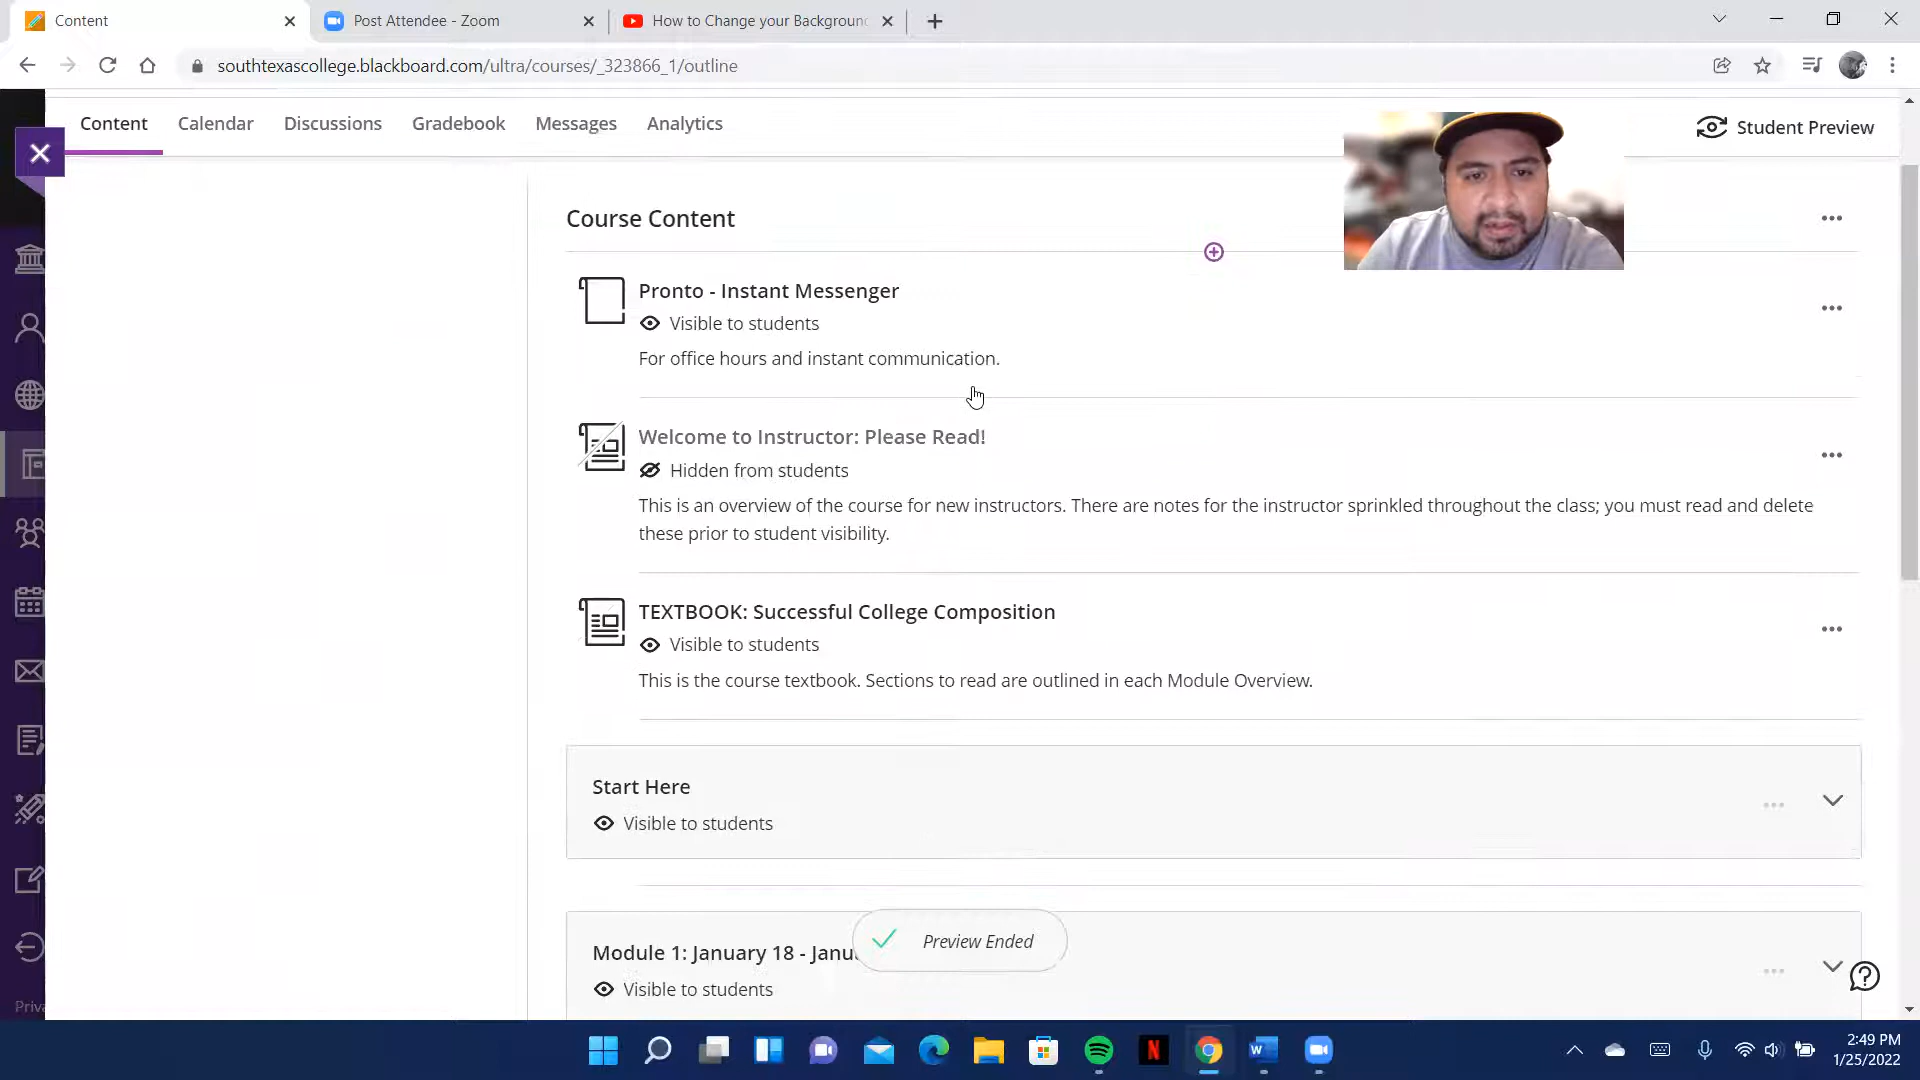 Content
Post Attendee - Zoom
How to Change your Background
southtexascollege.blackboard.com/ultra/courses/_323866_1/outline
Content
Calendar
Discussions
Gradebook
Messages
Analytics
Student Preview
Course Content
Pronto - Instant Messenger
Visible to students
For office hours and instant communication.
Welcome to Instructor: Please Read!
Hidden from students
This is an overview of the course for new instructors. There are notes for the instructor sprinkled throughout the class; you must read and delete
these prior to student visibility.
TEXTBOOK: Successful College Composition
Visible to students
This is the course textbook. Sections to read are outlined in each Module Overview.
Start Here
Visible to students
Module 1: January 18 - Janu
Preview Ended
Visible to students
Priva
2:49 PM
1/25/2022